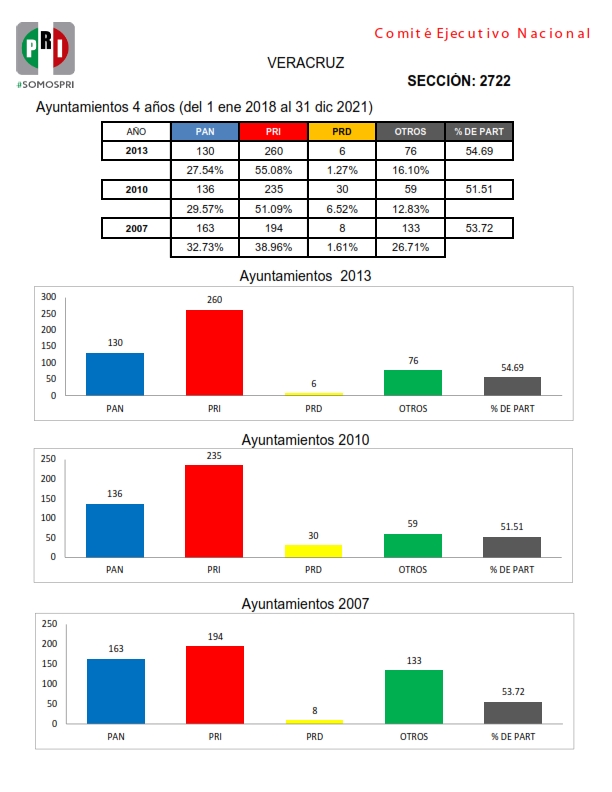 Comité Ejecutivo Nacional
PRI
#SOMOSPRI
VERACRUZ
SECCIÓN: 2722
Ayuntamientos 4 años (del 1 ene 2018 al 31 dic 2021)
AÑO PAN PRI PRD OTROS % DE PART
2013 130 260 6 76 54.69
27.54% 55.08% 1.27% 16.10%
2010 136 235 30 59 51.51
29.57% 51.09% 6.52% 12.83%
2007 163 194 8 133 53.72
32.73% 38.96% 1.61% 26.71%
Ayuntamientos 2013
300
250
200
150
100
50
0
130 260 6 76 54.69
PAN PRI PRD OTROS % DE PART
Ayuntamientos 2010
250
200
150
100
50
0
136 235 30 59 51.51
PAN PRI PRD OTROS % DE PART
Ayuntamientos 2007
250
200
150
100
50
0
163 194 8 133 53.72
PAN PRI PRD OTROS % DE PART